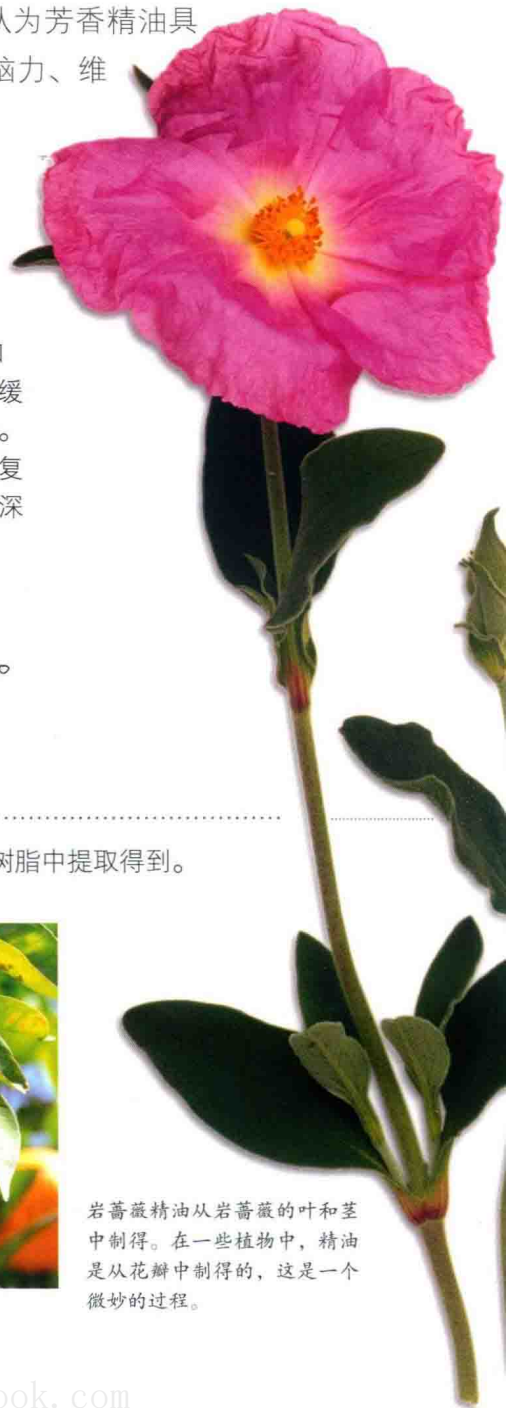 认为芳香精油具
脑力、维
缓
。
复
深
。
树脂中提取得到。
岩蔷薇精油从岩蔷薇的叶和茎
中制得。在一些植物中，精油
是从花瓣中制得的，这是一个
微妙的过程。
ook.com